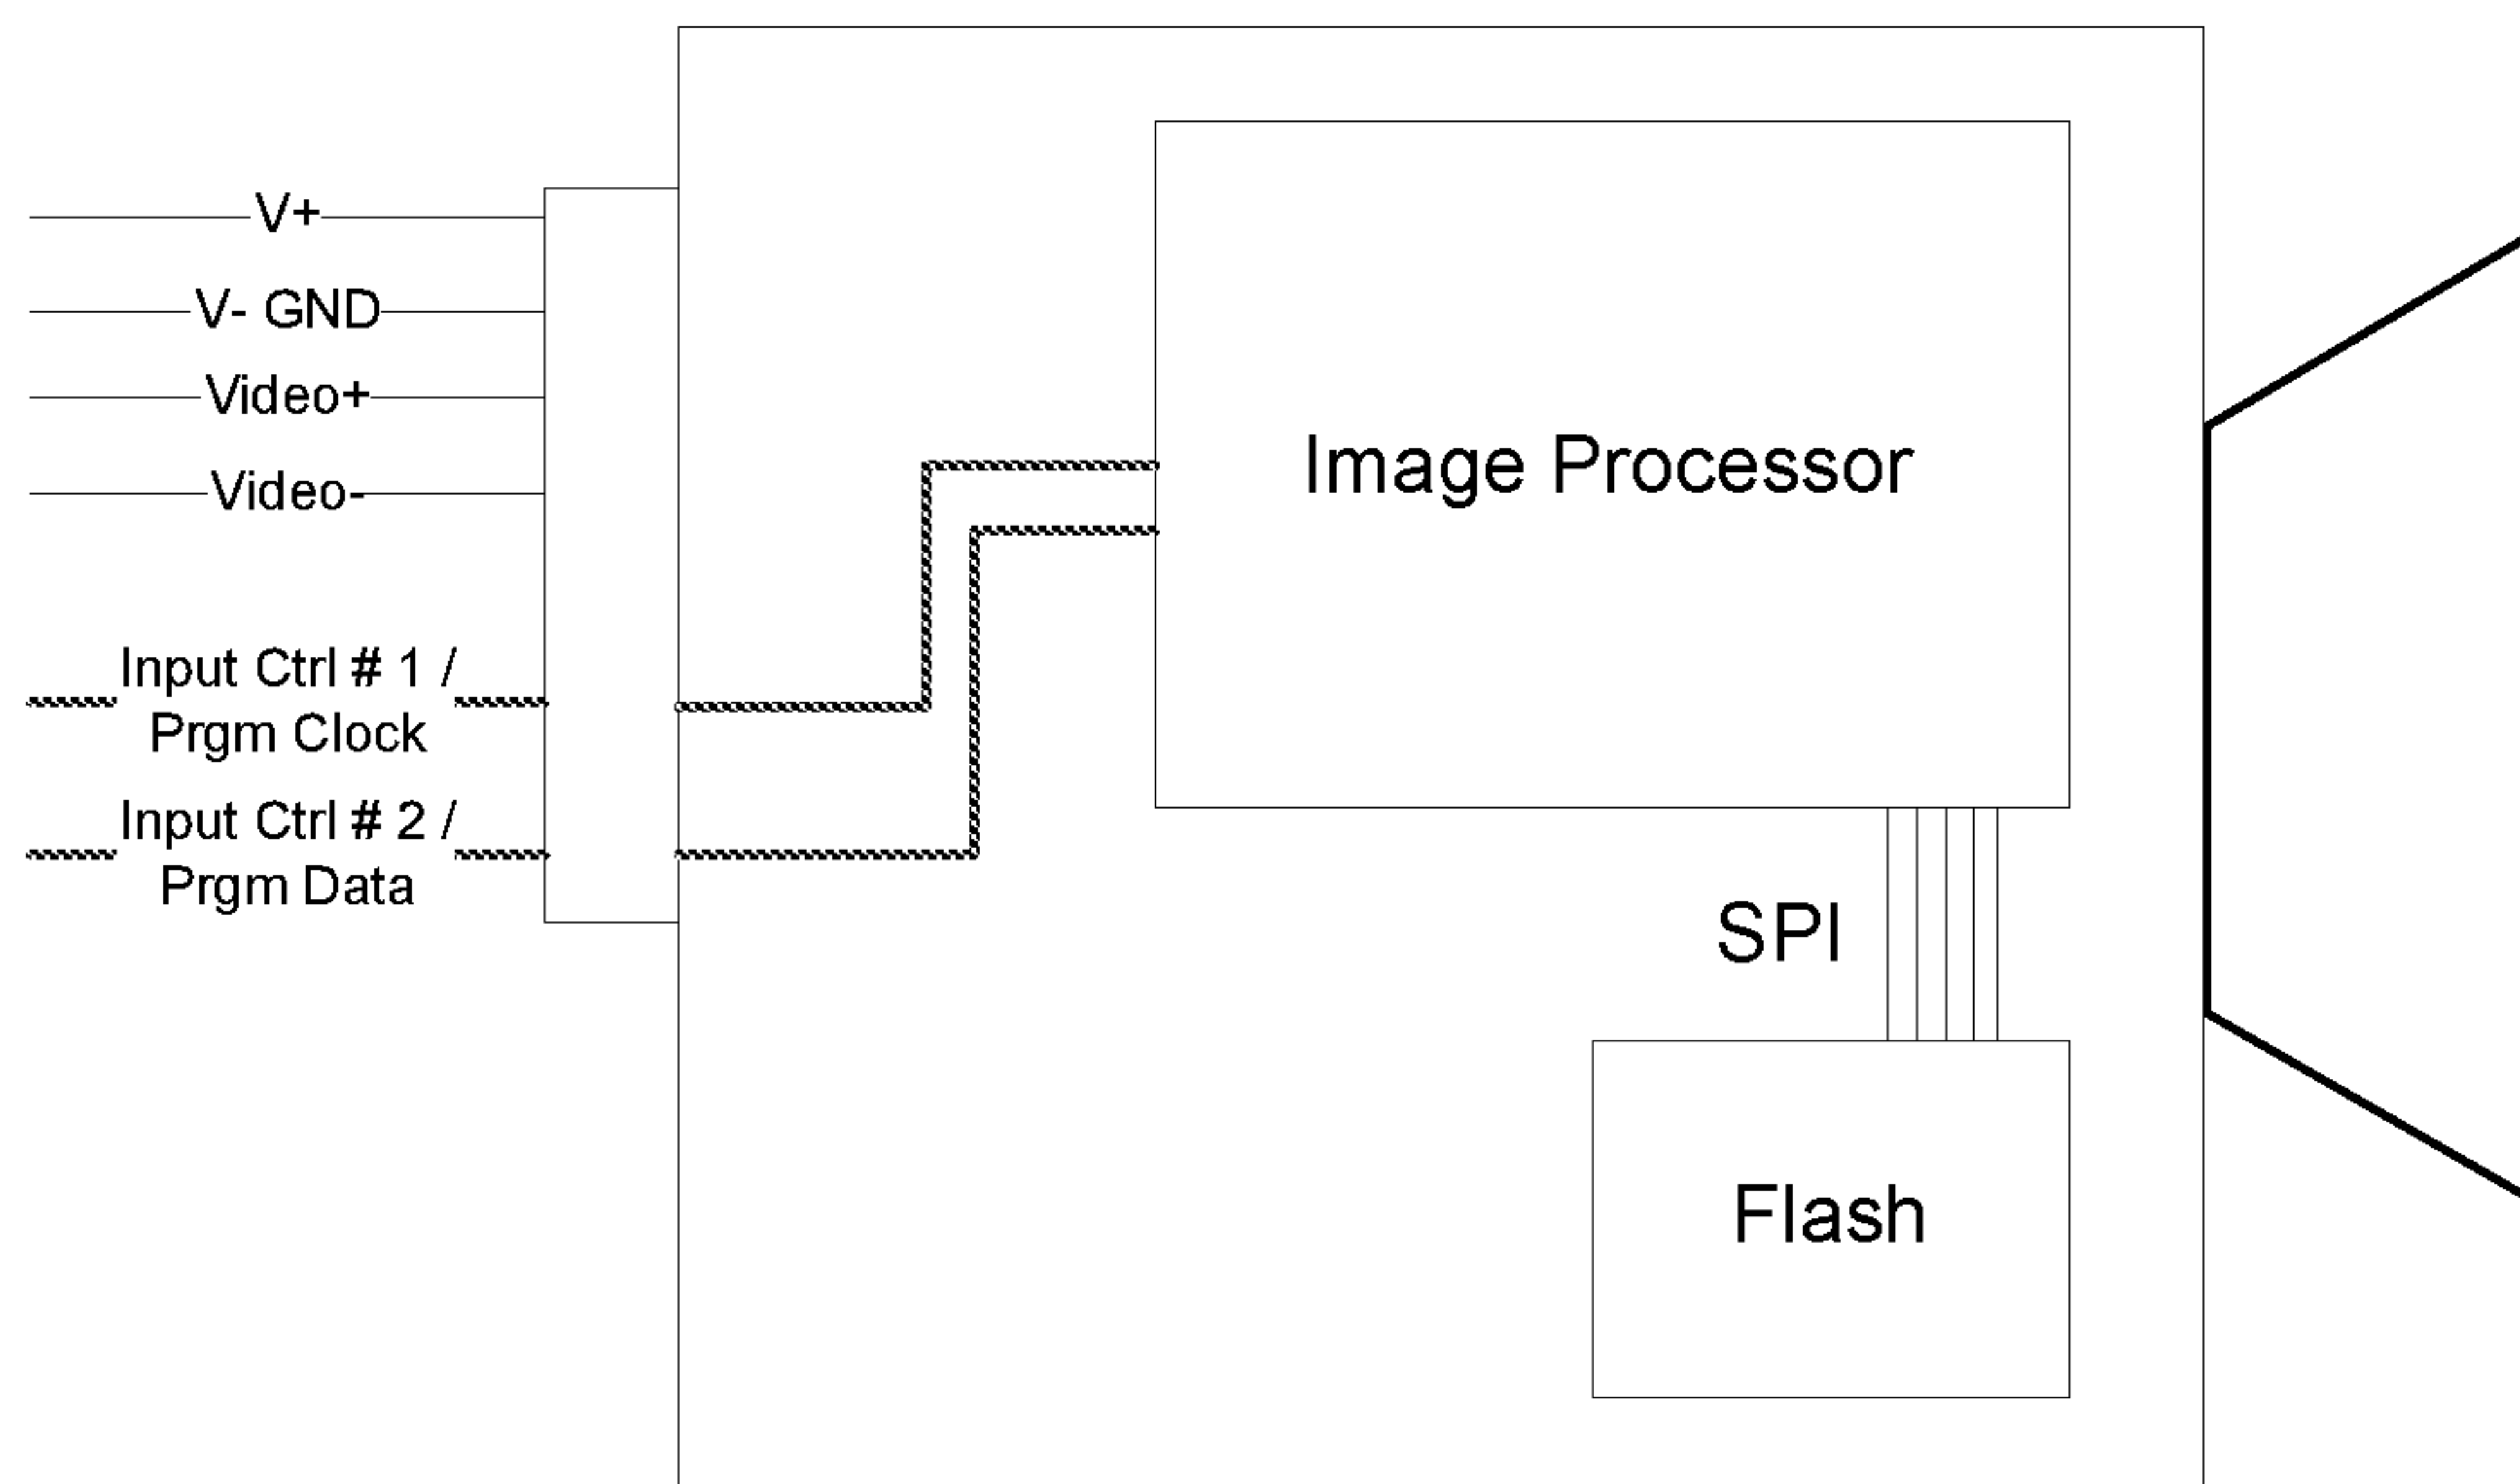 V+
V- GND
Video+
Video-
Input Ctrl # 1 /
Prgm Clock
Input Ctrl # 2 /
Prgm Data
Image Processor
SPI
Flash